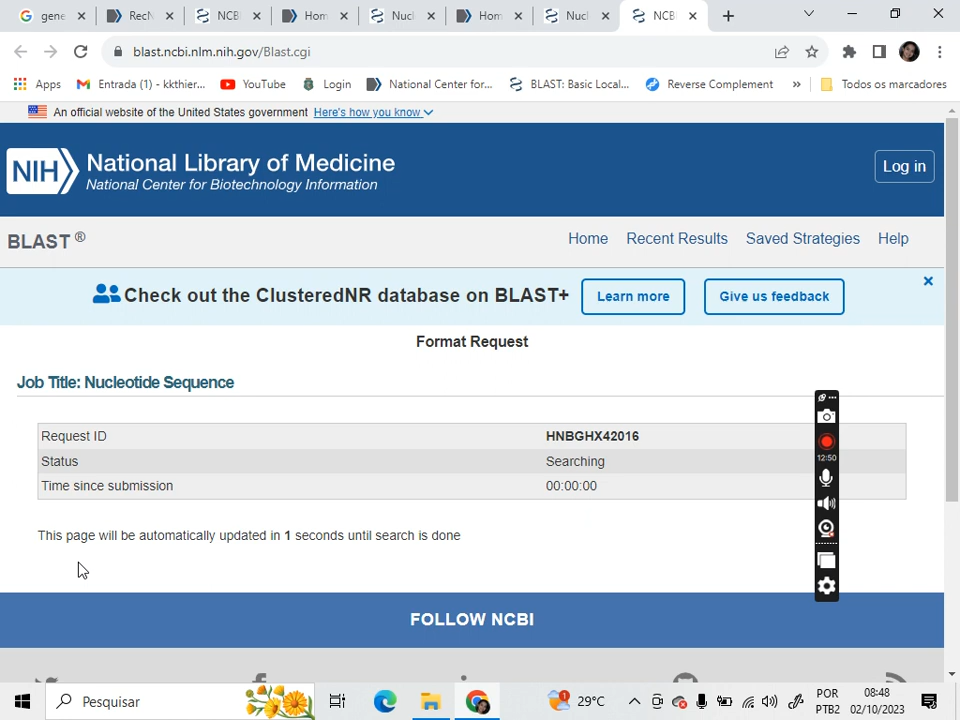 gene
RecN
NCBI
Hom
Nucl
Hom
Nucl
NCBI
blast.ncbi.nlm.nih.gov/Blast.cgi
Apps
Entrada (1) - kkthier...
YouTube
Login
National Center for...
BLAST: Basic Local...
Reverse Complement
»
Todos os marcadores
An official website of the United States government Here's how you know
NIH National Library of Medicine
National Center for Biotechnology Information
Log in
BLAST ®
Home Recent Results Saved Strategies Help
Check out the ClusteredNR database on BLAST+ Learn more Give us feedback
Format Request
Job Title: Nucleotide Sequence
Request ID HNBGHX42016
Status Searching
Time since submission 00:00:00
12:50
This page will be automatically updated in 1 seconds until search is done
FOLLOW NCBI
Pesquisar
1
29°C
POR
PTB2
08:48
02/10/2023